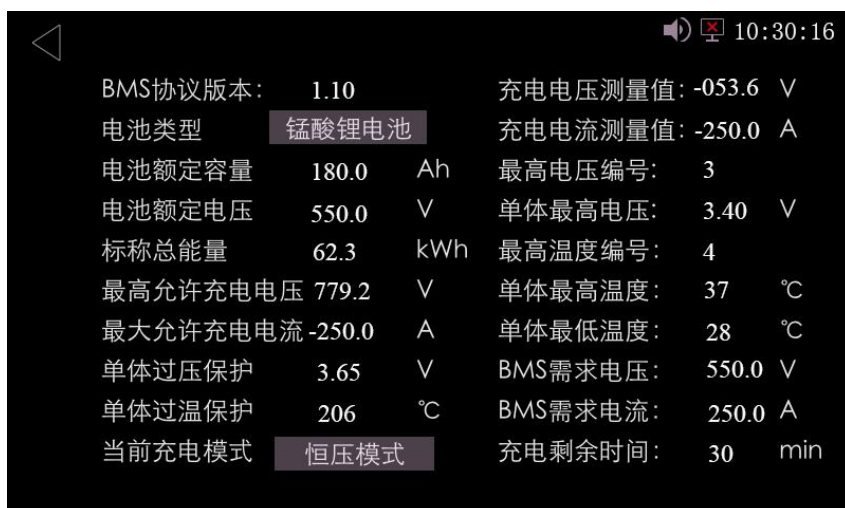 10:30:16
BMS协议版本: 1.10 充电电压测量值: -053.6 V
电池类型 锰酸锂电池 充电电流测量值: -250.0 A
电池额定容量 180.0 Ah 最高电压编号: 3
电池额定电压 550.0 V 单体最高电压: 3.40 V
标称总能量 62.3 kWh 最高温度编号: 4
最高允许充电电压 779.2 V 单体最高温度: 37 ℃
最大允许充电电流 -250.0 A 单体最低温度: 28 ℃
单体过压保护 3.65 V BMS需求电压: 550.0 V
单体过温保护 206 ℃ BMS需求电流: 250.0 A
当前充电模式 恒压模式 充电剩余时间: 30 min